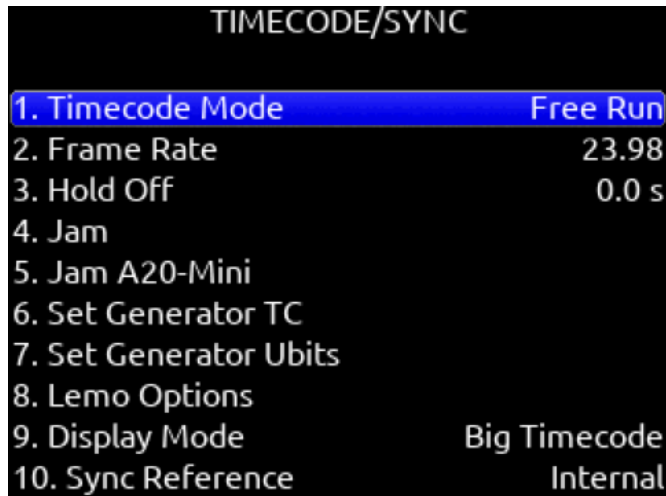 TIMECODE/SYNC
1. Timecode Mode Free Run
2. Frame Rate 23.98
3. Hold Off 0.0 s
4. Jam
5. Jam A20-Mini
6. Set Generator TC
7. Set Generator Ubits
8. Lemo Options
9. Display Mode Big Timecode
10. Sync Reference Internal